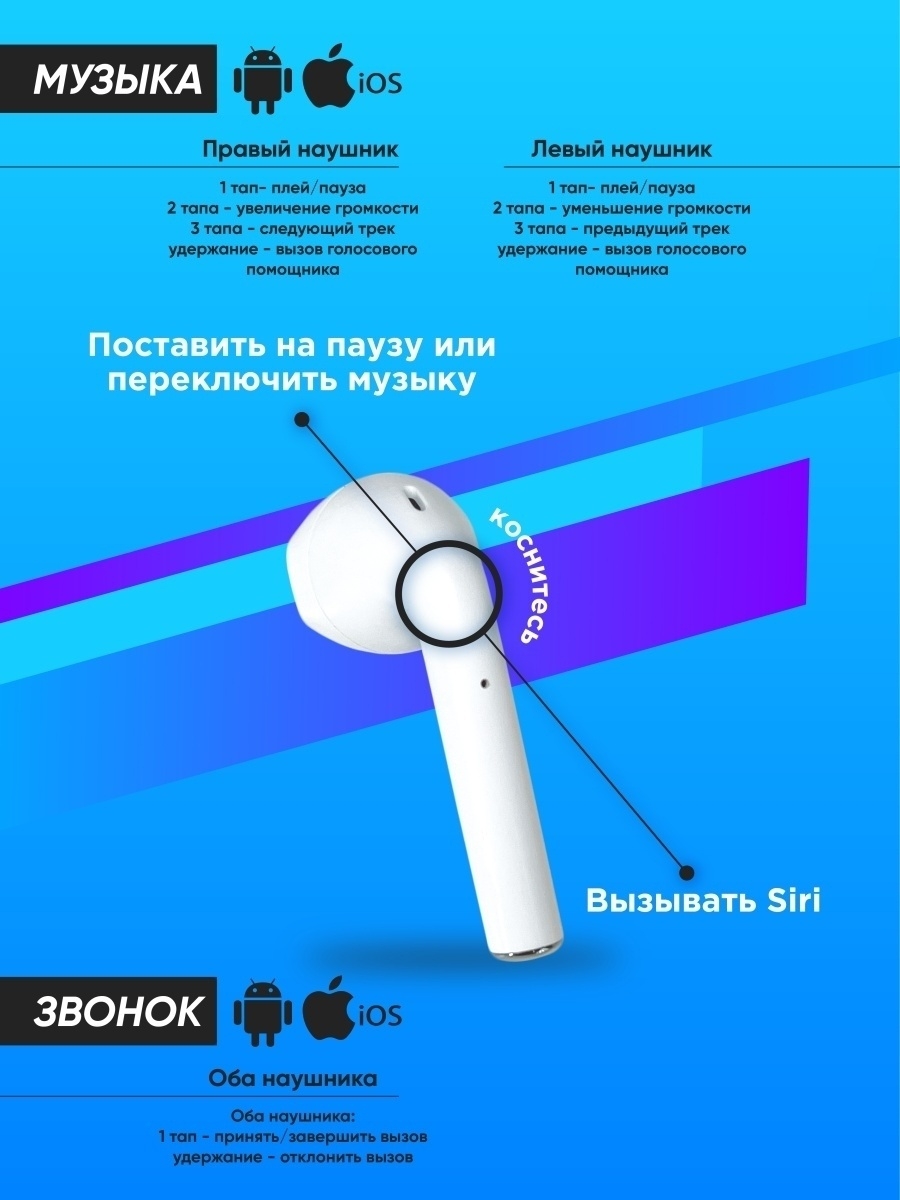 МУЗЫКА
iOS
Правый наушник
1 тап- плей/пауза
2 тапа - увеличение громкости
3 тапа - следующий трек
удержание - вызов голосового
помощника
Левый наушник
1 тап- плей/пауза
2 тапа - уменьшение громкости
3 тапа - предыдущий трек
удержание - вызов голосового
помощника
Поставить на паузу или
переключить музыку
коснитесь
Вызывать Siri
ЗВОНОК
iOS
Оба наушника
Оба наушника:
1 тап - принять/завершить вызов
удержание - отклонить вызов